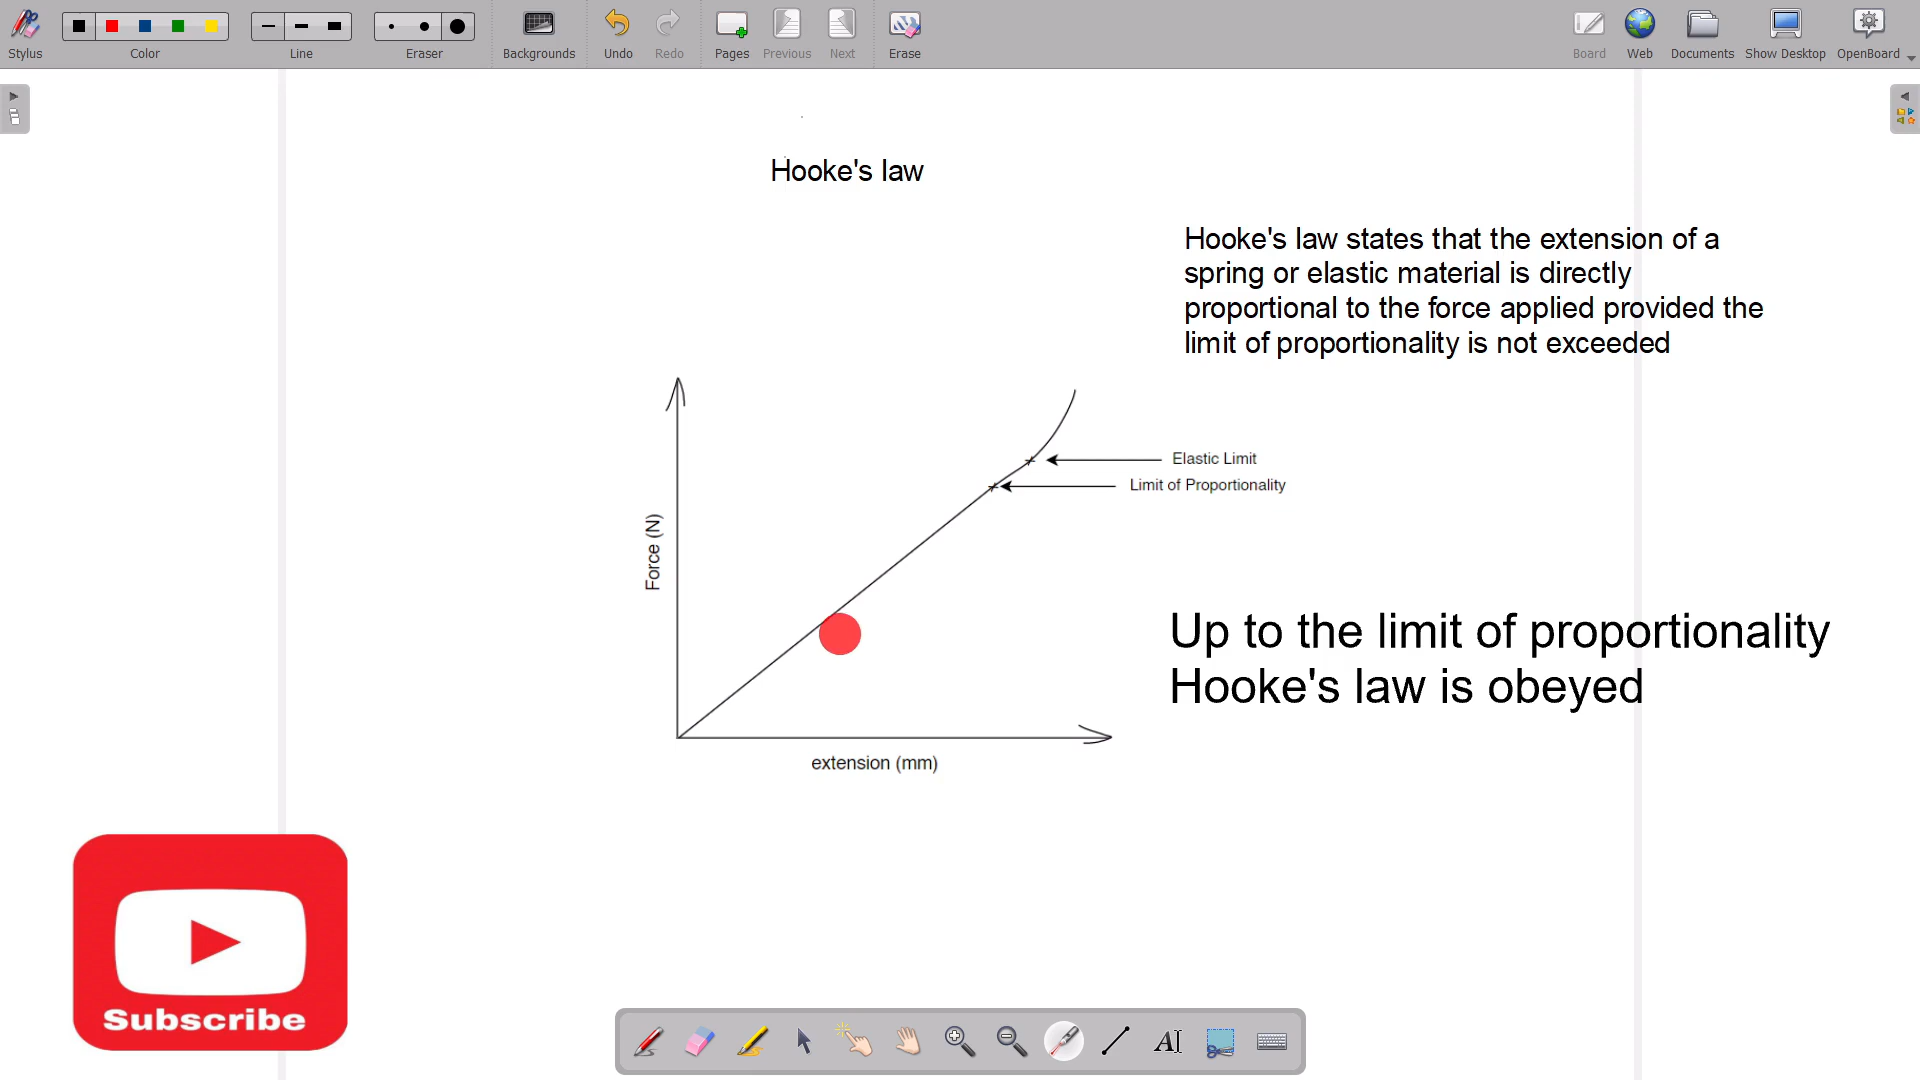 Stylus
Color
Line
Eraser
Backgrounds
Undo
Redo
Pages
Previous
Next
Erase
Board
Web
Documents
Show Desktop
OpenBoard
Hooke's law
Hooke's law states that the extension of a
spring or elastic material is directly
proportional to the force applied provided the
limit of proportionality is not exceeded
Elastic Limit
Limit of Proportionality
Force (N)
extension (mm)
Up to the limit of proportionality
Hooke's law is obeyed
Subscribe
AI